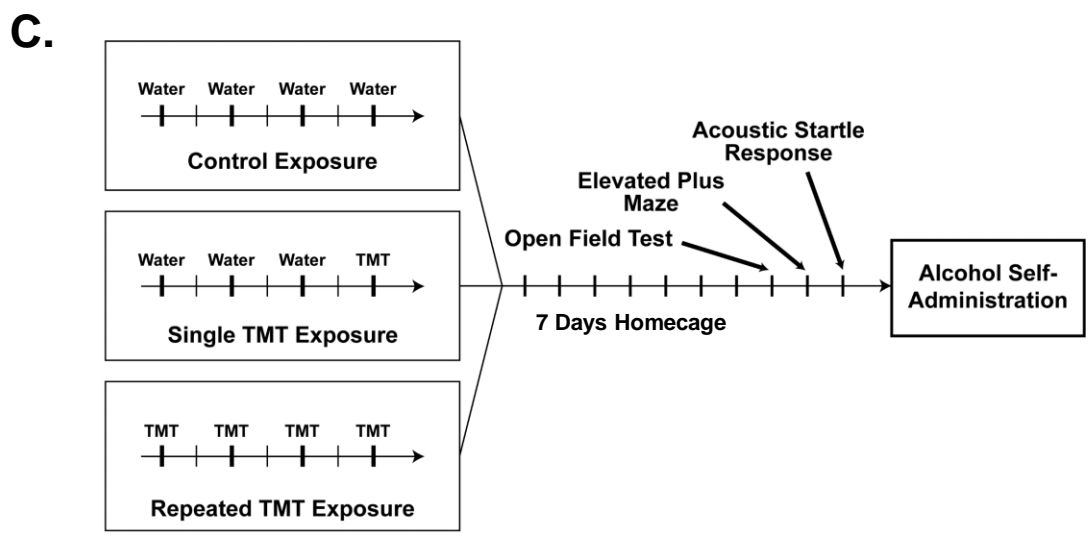 C.
Water Water Water Water
Control Exposure
Water Water Water TMT
Single TMT Exposure
TMT TMT TMT TMT
Repeated TMT Exposure
Acoustic Startle
Response
Elevated Plus
Maze
Open Field Test
7 Days Homecage
Alcohol Self-
Administration